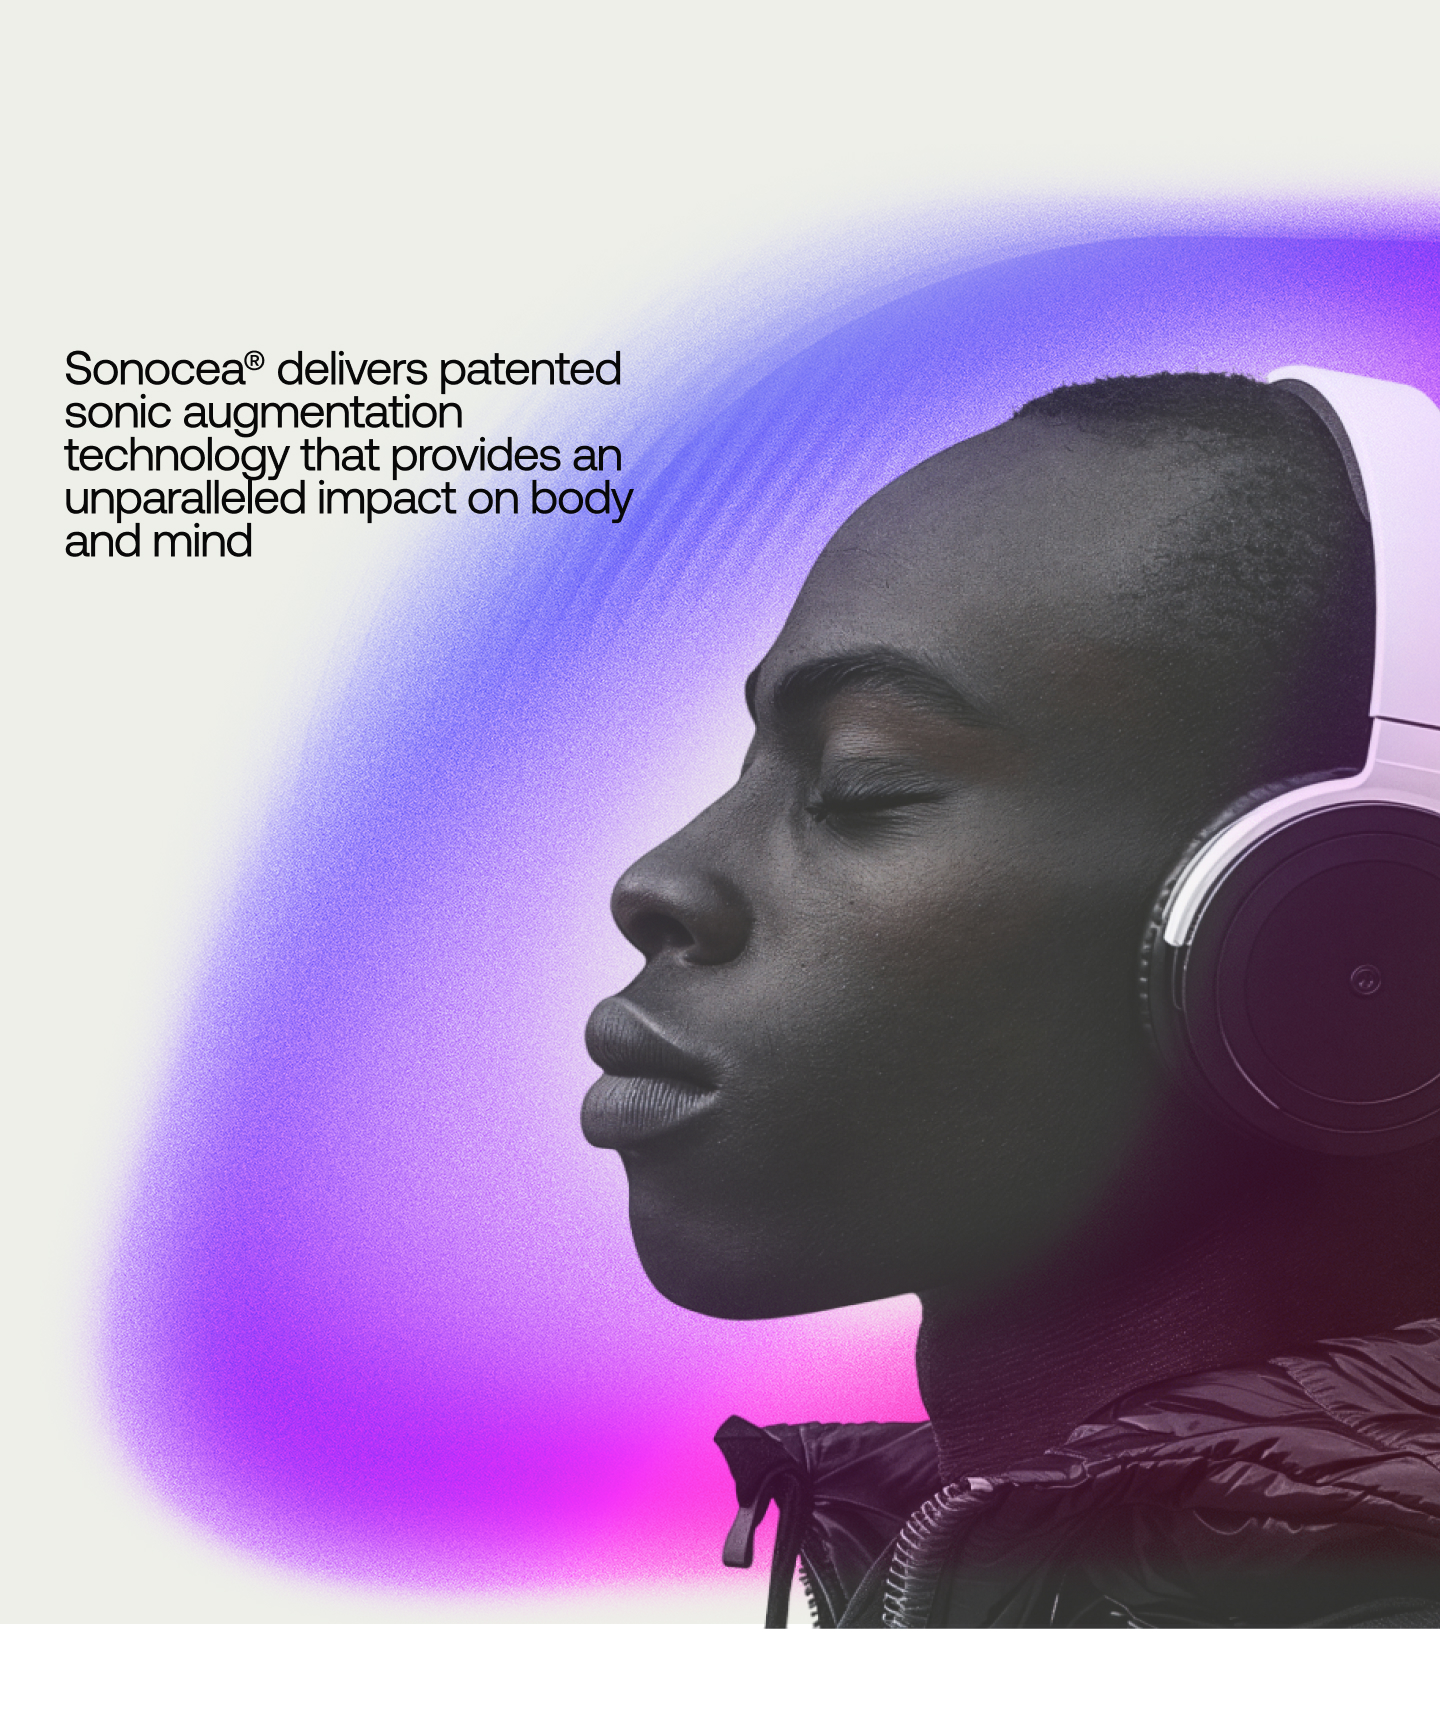 Sonocea® delivers patented
sonic augmentation
technology that provides an
unparalleled impact on body
and mind